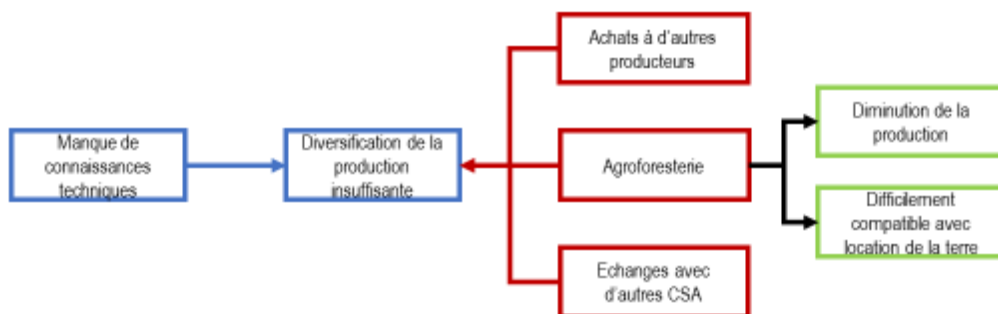 Manque de
connaissances
techniques
Diversification de la
production
insuffisante
Achats à d'autres
producteurs
Agroforesterie
Echanges avec
d'autres CSA
Diminution de la
production
Difficilement
compatible avec
location de la terre